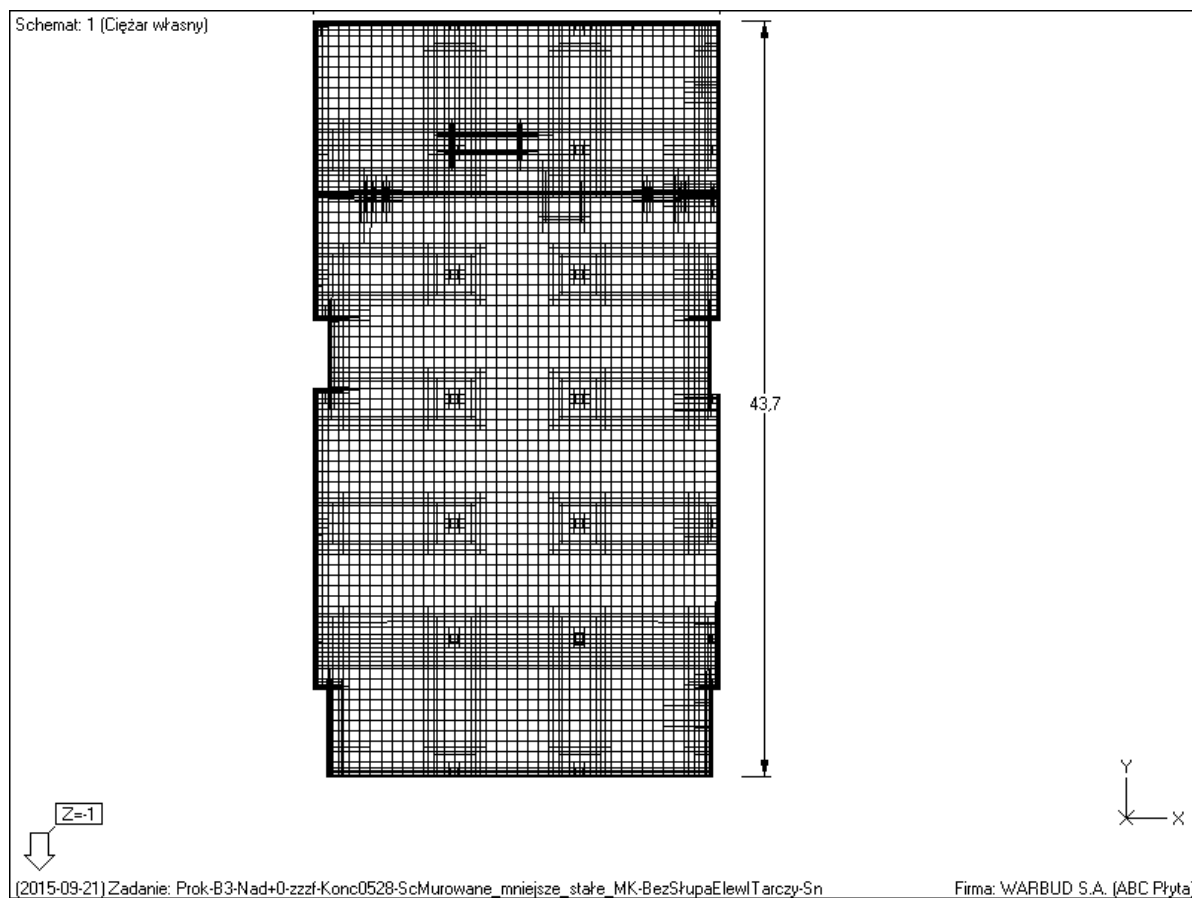 Schemat: 1 (Ciężar własny)
43,7
Y
X
Z=-1
(2015-09-21) Zadanie: Prok-B3-Nad+0-zzzf-Konc0528-ScMurowane_mniejsze_stałe_MK-BezSłupaElewITarczy-Sn
Firma: WARBUD S.A. (ABC Płyta)